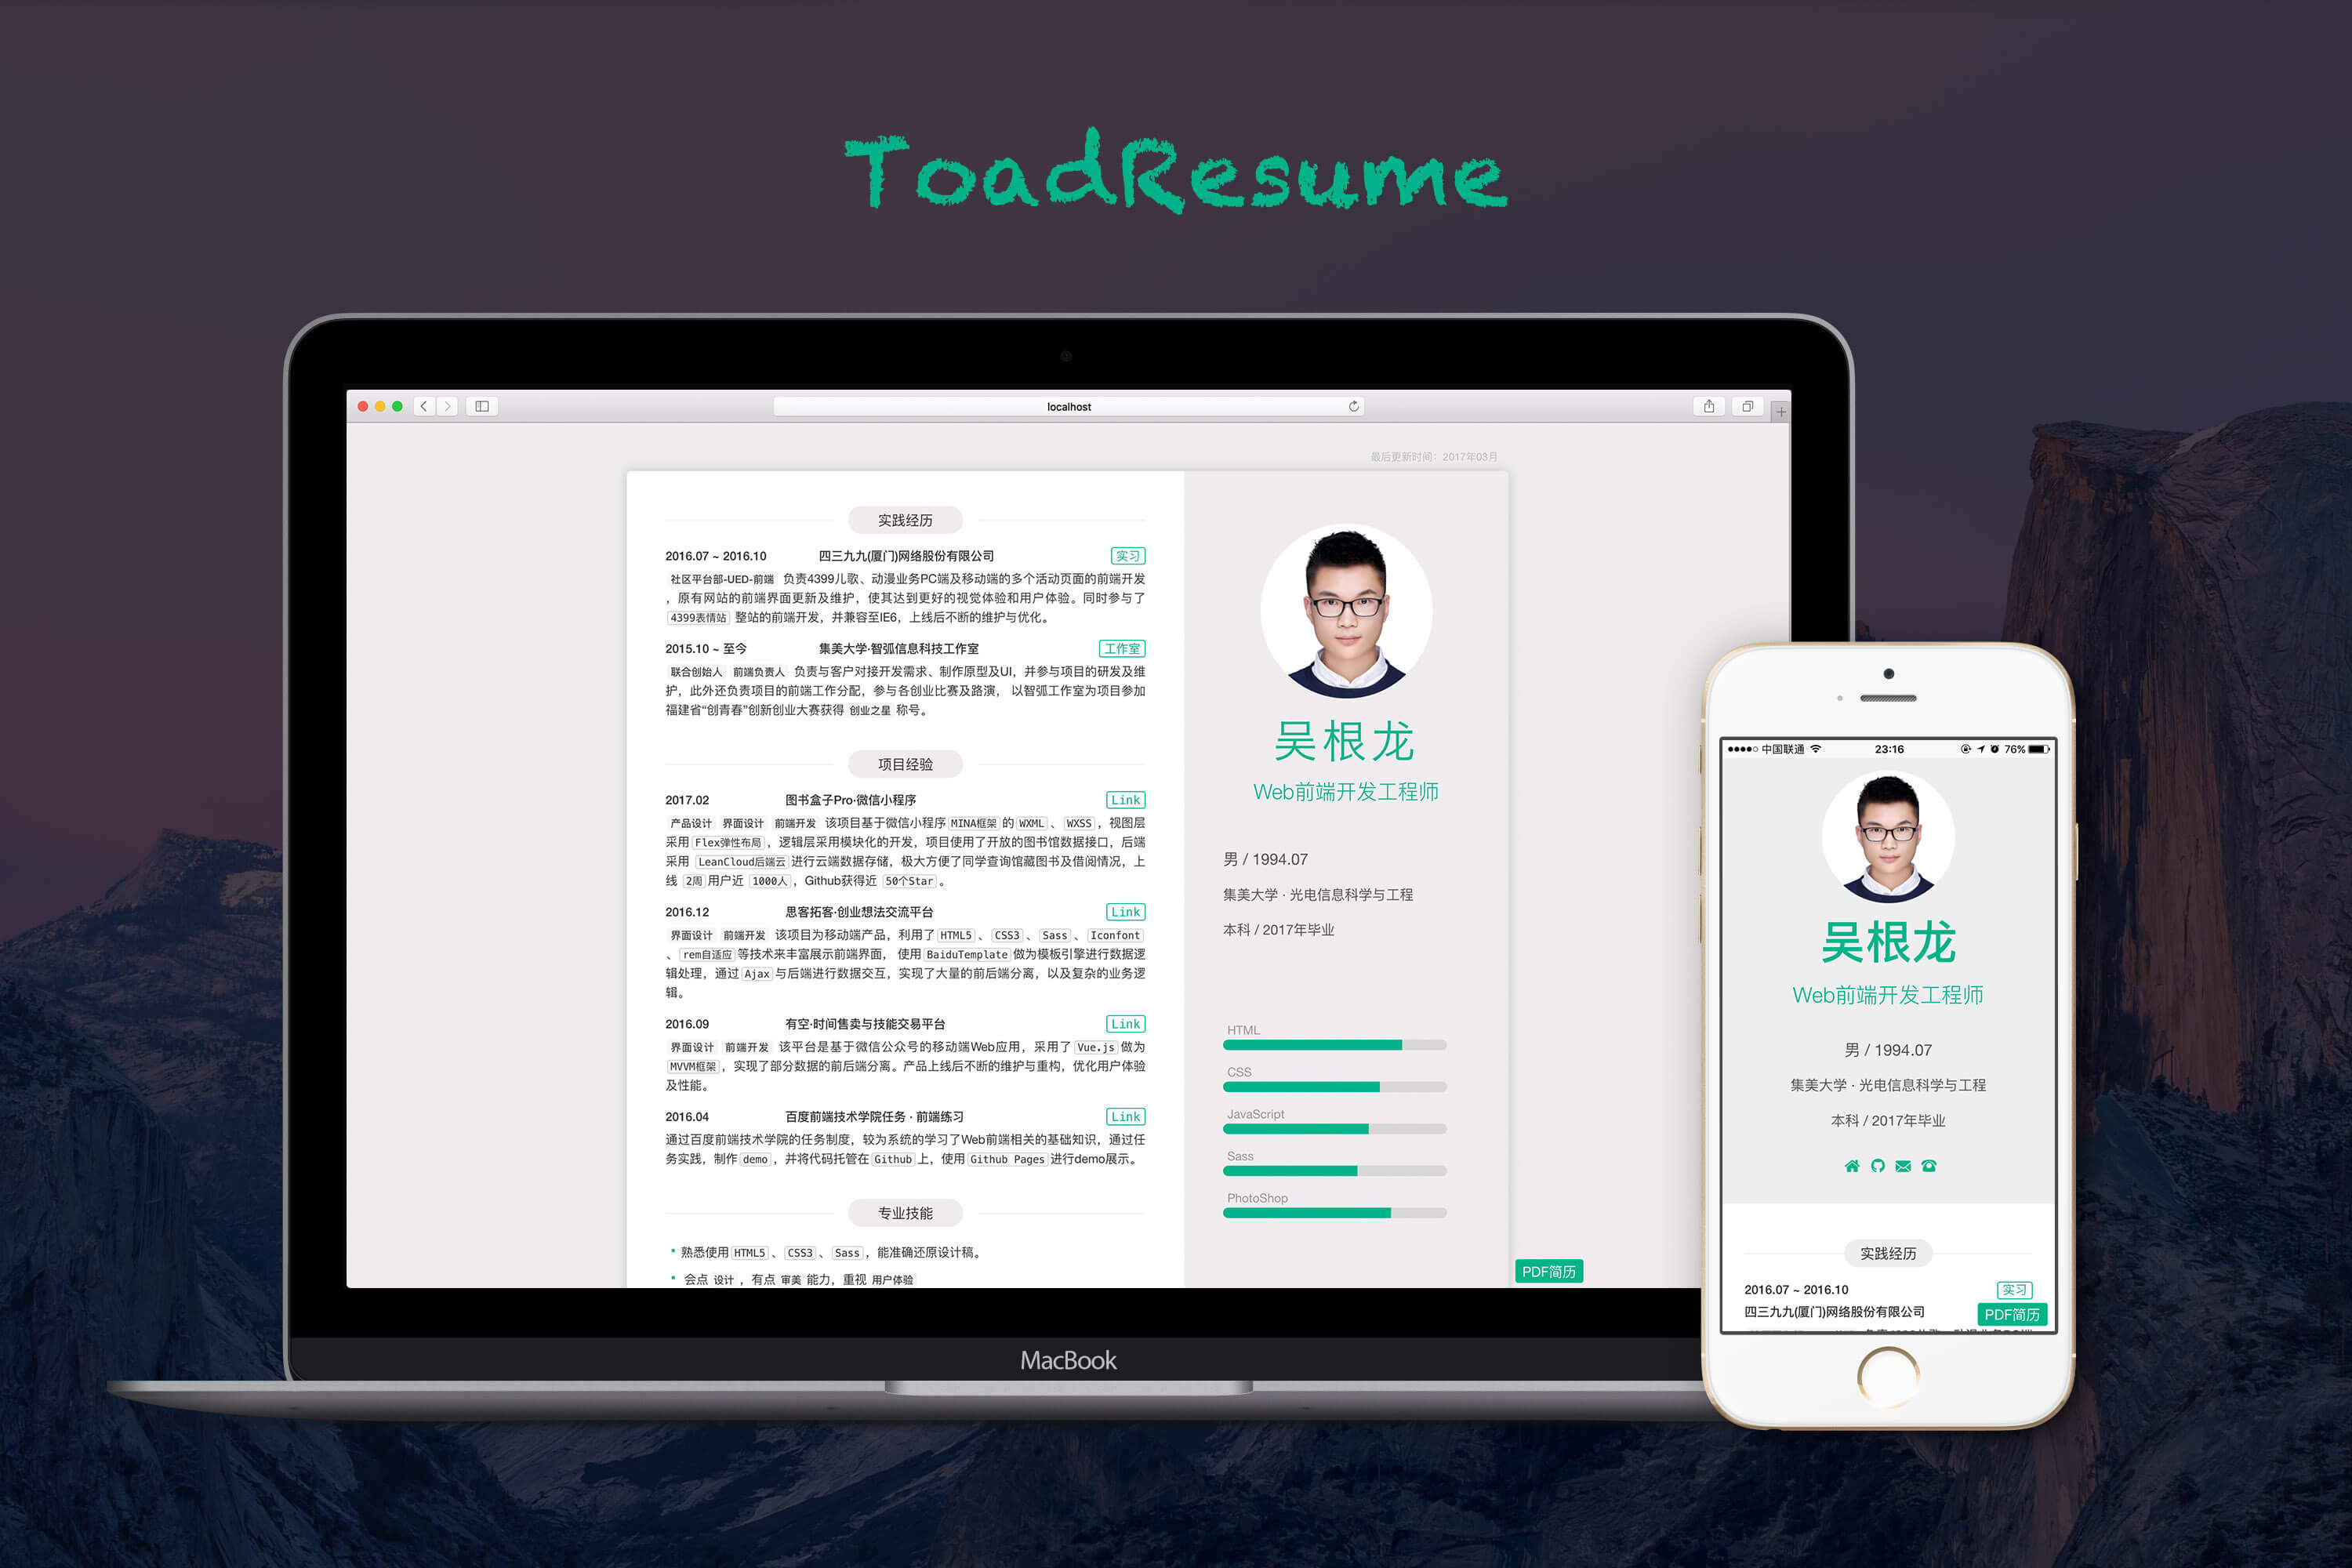 ToadResume
localhost
最后更新时间：2017年03月
实践经历
2016.07 ~ 2016.10 四三九九(厦门)网络股份有限公司 实习
社区平台部-UED-前端 负责4399儿歌、动漫业务PC端及移动端的多个活动页面的前端开发
，原有网站的前端界面更新及维护，使其达到更好的视觉体验和用户体验。同时参与了
4399表情站 整站的前端开发，并兼容至IE6，上线后不断的维护与优化。
2015.10 ~ 至今 集美大学·智弧信息科技工作室 工作室
联合创始人 前端负责人 负责与客户对接开发需求、制作原型及UI，并参与项目的研发及维
护，此外还负责项目的前端工作分配，参与各创业比赛及路演， 以智弧工作室为项目参加
福建省“创青春”创新创业大赛获得 创业之星 称号。
项目经验
2017.02 图书盒子Pro·微信小程序 Link
产品设计 界面设计 前端开发 该项目基于微信小程序 MINA框架 的 WXML 、 WXSS ，视图层
采用 Flex弹性布局 ，逻辑层采用模块化的开发，项目使用了开放的图书馆数据接口，后端
采用 LeanCloud后端云 进行云端数据存储，极大方便了同学查询馆藏图书及借阅情况，上
线 2周 用户近 1000人 ，Github获得近 50个Star 。
2016.12 思客拓客·创业想法交流平台 Link
界面设计 前端开发 该项目为移动端产品，利用了 HTML5 、 CSS3 、 Sass 、 Iconfont
、 rem自适应 等技术来丰富展示前端界面， 使用 BaiduTemplate 做为模板引擎进行数据逻
辑处理，通过 Ajax 与后端进行数据交互，实现了大量的前后端分离，以及复杂的业务逻
辑。
2016.09 有空·时间售卖与技能交易平台 Link
界面设计 前端开发 该平台是基于微信公众号的移动端Web应用，采用了 Vue.js 做为
MVVM框架 ，实现了部分数据的前后端分离。产品上线后不断的维护与重构，优化用户体验
及性能。
2016.04 百度前端技术学院任务 · 前端练习 Link
通过百度前端技术学院的任务制度，较为系统的学习了Web前端相关的基础知识，通过任
务实践，制作 demo ，并将代码托管在 Github 上，使用 Github Pages 进行demo展示。
专业技能
• 熟悉使用 HTML5 、 CSS3 、 Sass ，能准确还原设计稿。
• 会点 设计 ，有点 审美 能力，重视 用户体验
吴根龙
Web前端开发工程师
男 / 1994.07
集美大学 · 光电信息科学与工程
本科 / 2017年毕业
HTML
CSS
JavaScript
Sass
PhotoShop
PDF简历
MacBook
中国联通 23:16 76%
吴根龙
Web前端开发工程师
男 / 1994.07
集美大学 · 光电信息科学与工程
本科 / 2017年毕业
实践经历
2016.07 ~ 2016.10 实习
四三九九(厦门)网络股份有限公司
PDF简历